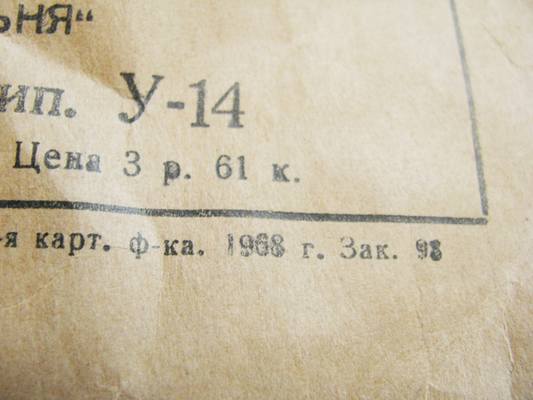 ьня“
ип. У-14
Цена 3 р. 61 к.
-я карт. ф-ка. 1968 г. Зак. 98